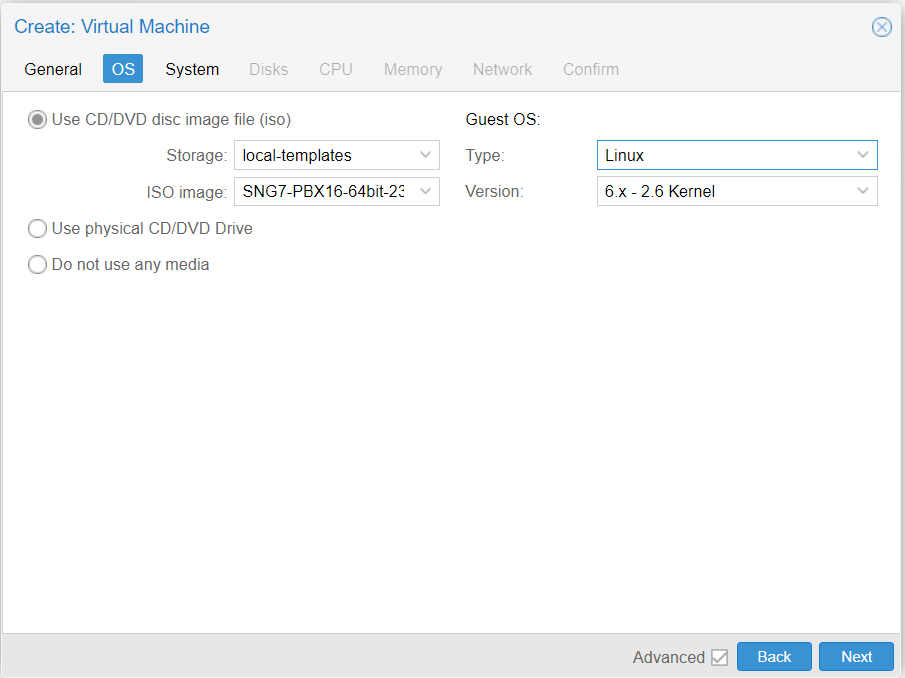 Create: Virtual Machine
General OS System Disks CPU Memory Network Confirm
Use CD/DVD disc image file (iso) Guest OS:
Storage: local-templates Type: Linux
ISO image: SNG7-PBX16-64bit-23 Version: 6.x - 2.6 Kernel
Use physical CD/DVD Drive
Do not use any media
Advanced Back Next